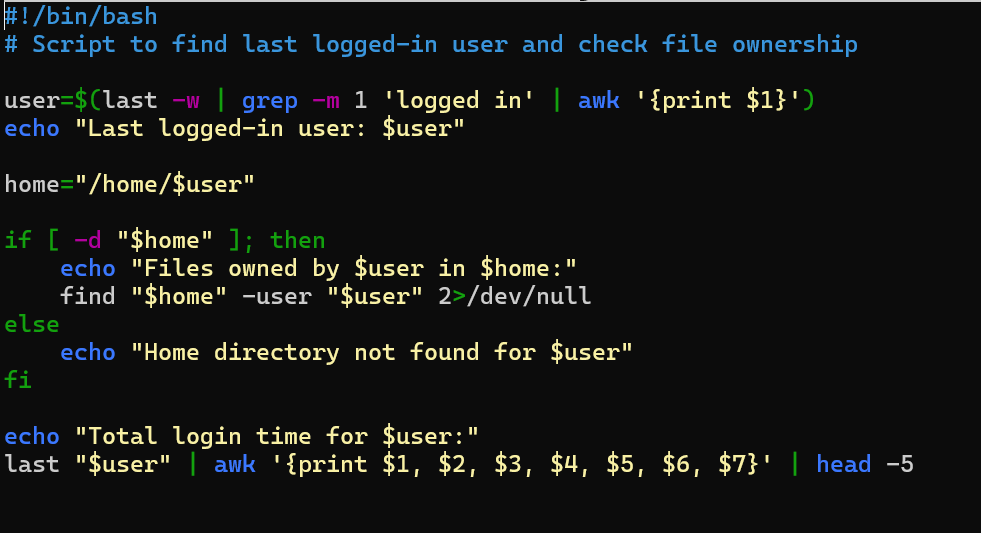 #!/bin/bash
# Script to find last logged-in user and check file ownership
user=$(last -w | grep -m 1 'logged in' | awk '{print $1}')
echo "Last logged-in user: $user"
home="/home/$user"
if [ -d "$home" ]; then
    echo "Files owned by $user in $home:"
    find "$home" -user "$user" 2>/dev/null
else
    echo "Home directory not found for $user"
fi
echo "Total login time for $user:"
last "$user" | awk '{print $1, $2, $3, $4, $5, $6, $7}' | head -5